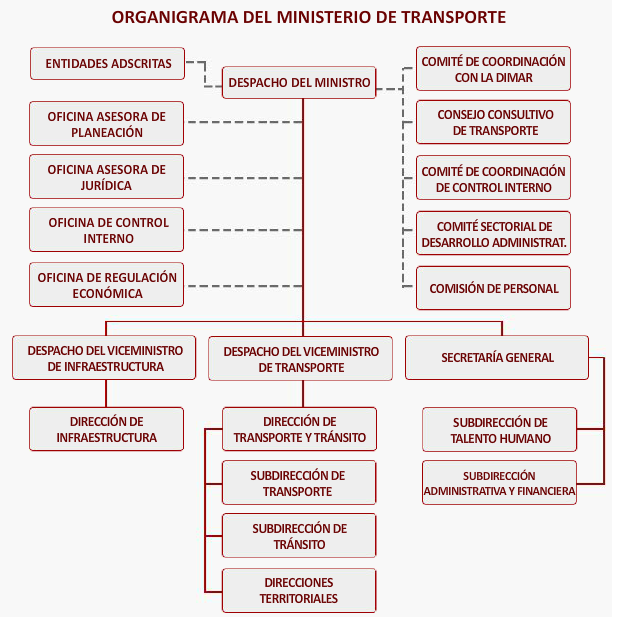 ORGANIGRAMA DEL MINISTERIO DE TRANSPORTE
ENTIDADES ADSCRITAS
DESPACHO DEL MINISTRO
COMITÉ DE COORDINACIÓN
CON LA DIMAR
OFICINA ASESORA DE
PLANEACIÓN
CONSEJO CONSULTIVO
DE TRANSPORTE
OFICINA ASESORA DE
JURÍDICA
COMITÉ DE COORDINACIÓN
DE CONTROL INTERNO
OFICINA DE CONTROL
INTERNO
COMITÉ SECTORIAL DE
DESARROLLO ADMINISTRAT.
OFICINA DE REGULACIÓN
ECONÓMICA
COMISIÓN DE PERSONAL
DESPACHO DEL VICEMINISTRO
DE INFRAESTRUCTURA
DESPACHO DEL VICEMINISTRO
DE TRANSPORTE
SECRETARÍA GENERAL
DIRECCIÓN DE
INFRAESTRUCTURA
DIRECCIÓN DE
TRANSPORTE Y TRÁNSITO
SUBDIRECCIÓN DE
TALENTO HUMANO
SUBDIRECCIÓN DE
TRANSPORTE
SUBDIRECCIÓN
ADMINISTRATIVA Y FINANCIERA
SUBDIRECCIÓN DE
TRÁNSITO
DIRECCIONES
TERRITORIALES